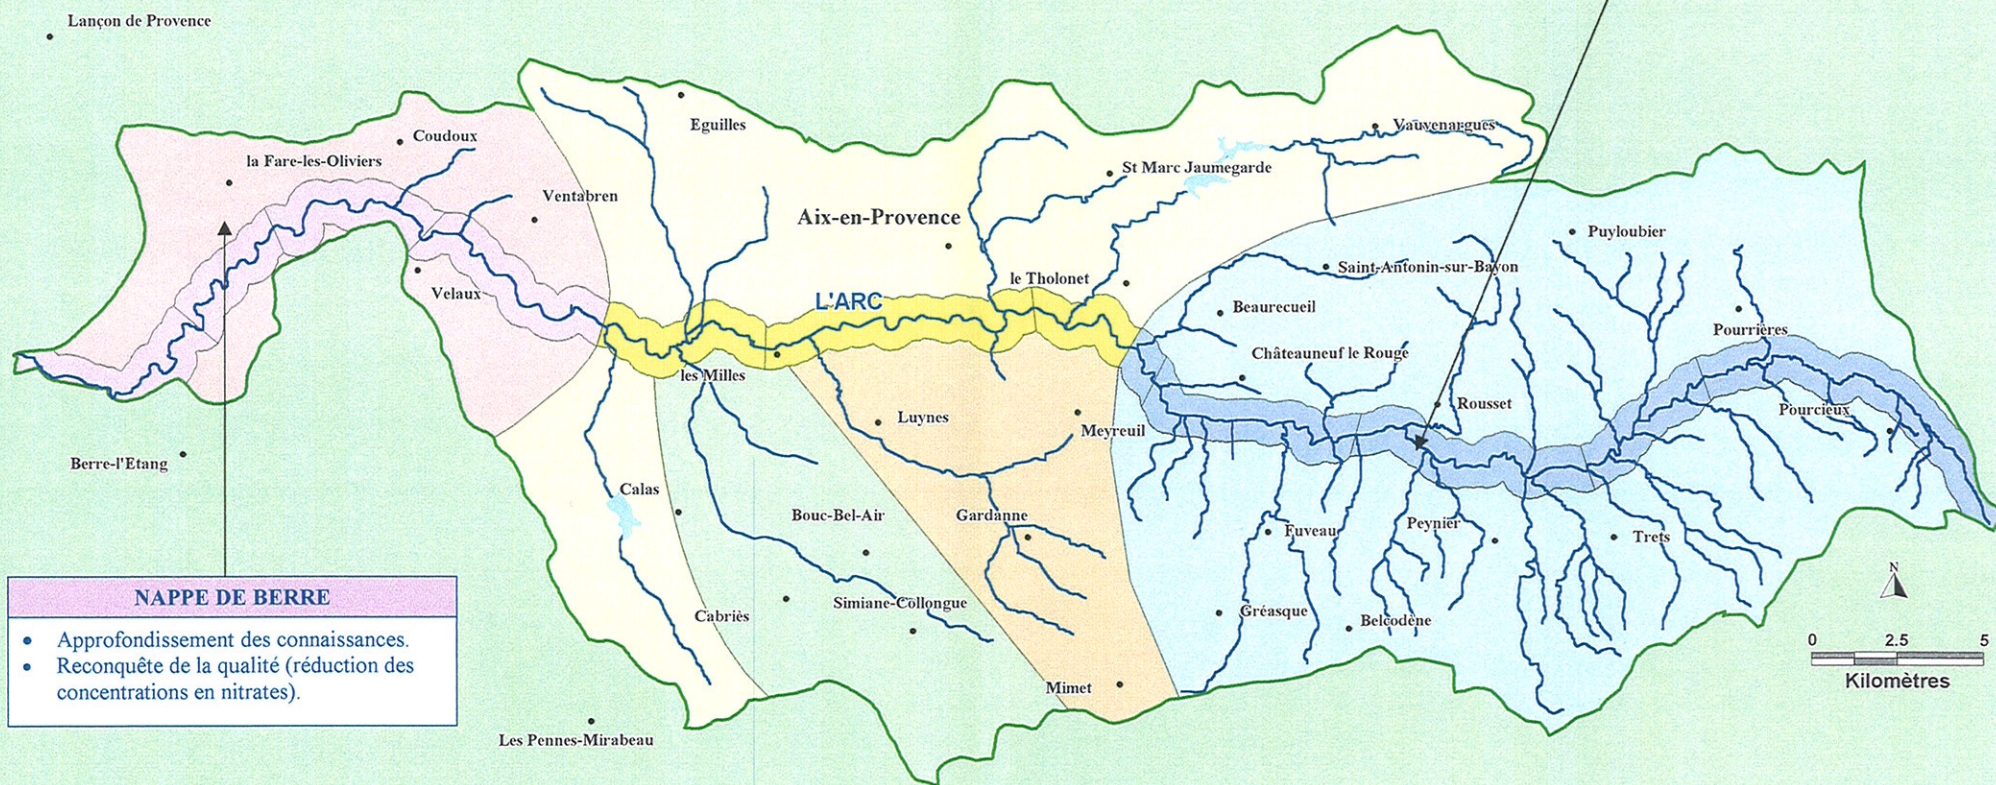 Lançon de Provence
Eguilles
Coudoux
Vauvenargues
la Fare-les-Oliviers
St Marc Jaumegarde
Ventabren
Aix-en-Provence
Puyloubier
Saint-Antonin-sur-Bayon
le Tholonet
Velaux
L'ARC
Beaurecueil
Pourrières
Châteauneuf le Rouge
les Milles
Rousset
Luynes
Pourcieux
Meyreuil
Berre-l'Etang
Calas
Bouc-Bel-Air
Gardanne
Peynier
Fuveau
Trets
N
NAPPE DE BERRE
• Approfondissement des connaissances.
• Reconquête de la qualité (réduction des
concentrations en nitrates).
Simiane-Collongue
Cabriès
Gréasque
Belcodène
0 2.5 5
Kilomètres
Mimet
Les Pennes-Mirabeau